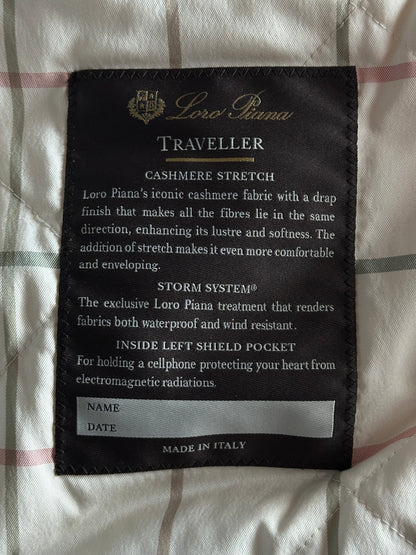 Loro Piana
TRAVELLER
CASHMERE STRETCH
Loro Piana's iconic cashmere fabric with a drap
finish that makes all the fibres lie in the same
direction, enhancing its lustre and softness. The
addition of stretch makes it even more comfortable
and enveloping.
STORM SYSTEM®
The exclusive Loro Piana treatment that renders
fabrics both waterproof and wind resistant.
INSIDE LEFT SHIELD POCKET
For holding a cellphone protecting your heart from
electromagnetic radiations.
NAME
DATE
MADE IN ITALY